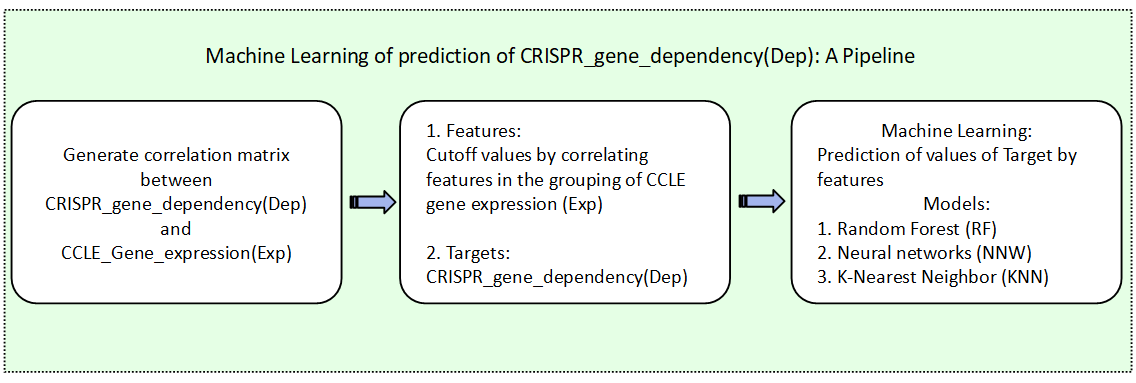 Machine Learning of prediction of CRISPR_gene_dependency(Dep): A Pipeline
Generate correlation matrix
between
CRISPR_gene_dependency(Dep)
and
CCLE_Gene_expression(Exp)
1. Features:
Cutoff values by correlating
features in the grouping of CCLE
gene expression (Exp)
2. Targets:
CRISPR_gene_dependency(Dep)
Machine Learning:
Prediction of values of Target by
features
Models:
1. Random Forest (RF)
2. Neural networks (NNW)
3. K-Nearest Neighbor (KNN)